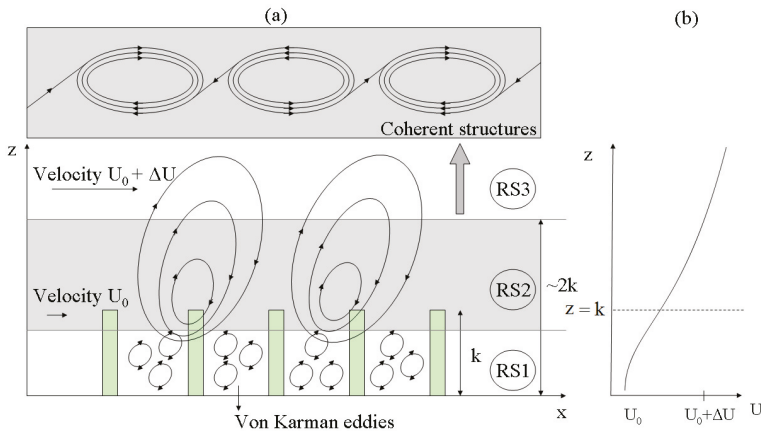 (a)
(b)
Coherent structures
z
Velocity U₀ + ΔU
RS3
z
RS2
~2k
Velocity U₀
z = k
k
RS1
x
Von Karman eddies
U₀
U₀+ΔU
U